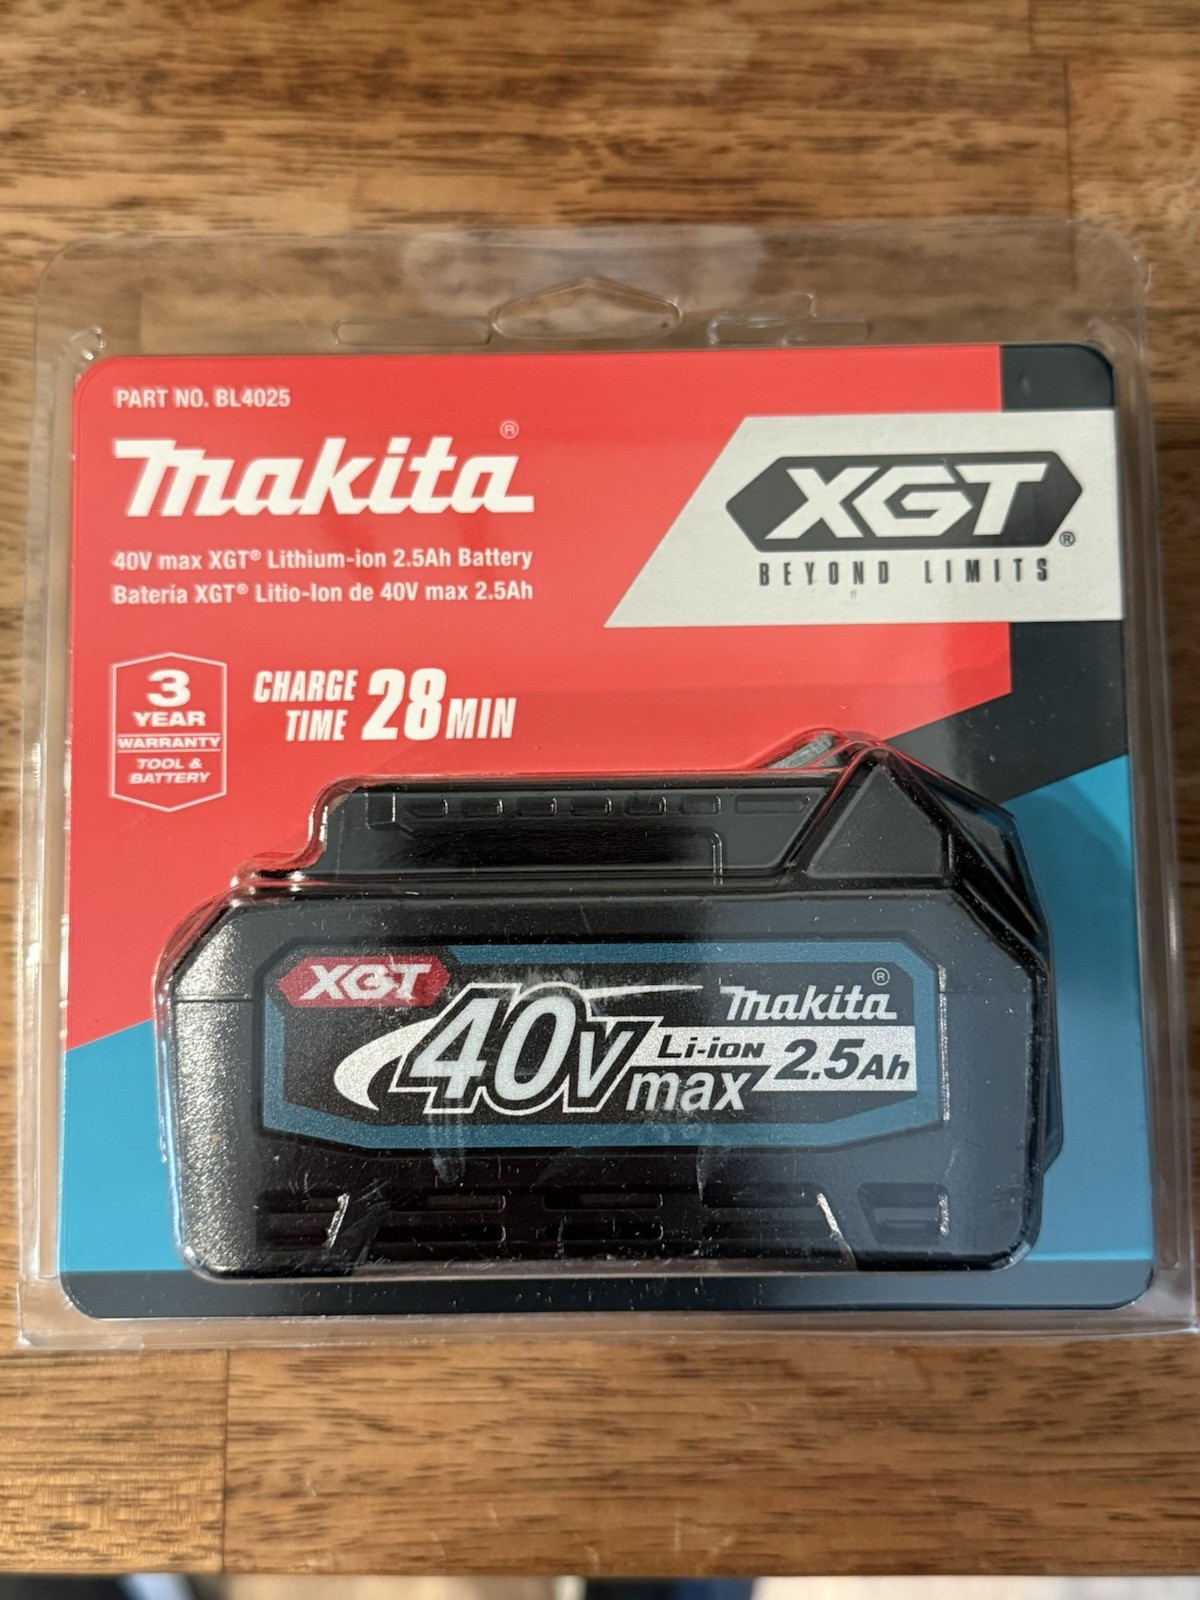 PART NO. BL4025
makita®
40V max XGT® Lithium-ion 2.5Ah Battery
Batería XGT® Litio-Ion de 40V max 2.5Ah
XGT®
BEYOND LIMITS
3
YEAR
WARRANTY
TOOL &
BATTERY
CHARGE
TIME 28 MIN
XGT
makita®
40V max
Li-ion 2.5Ah